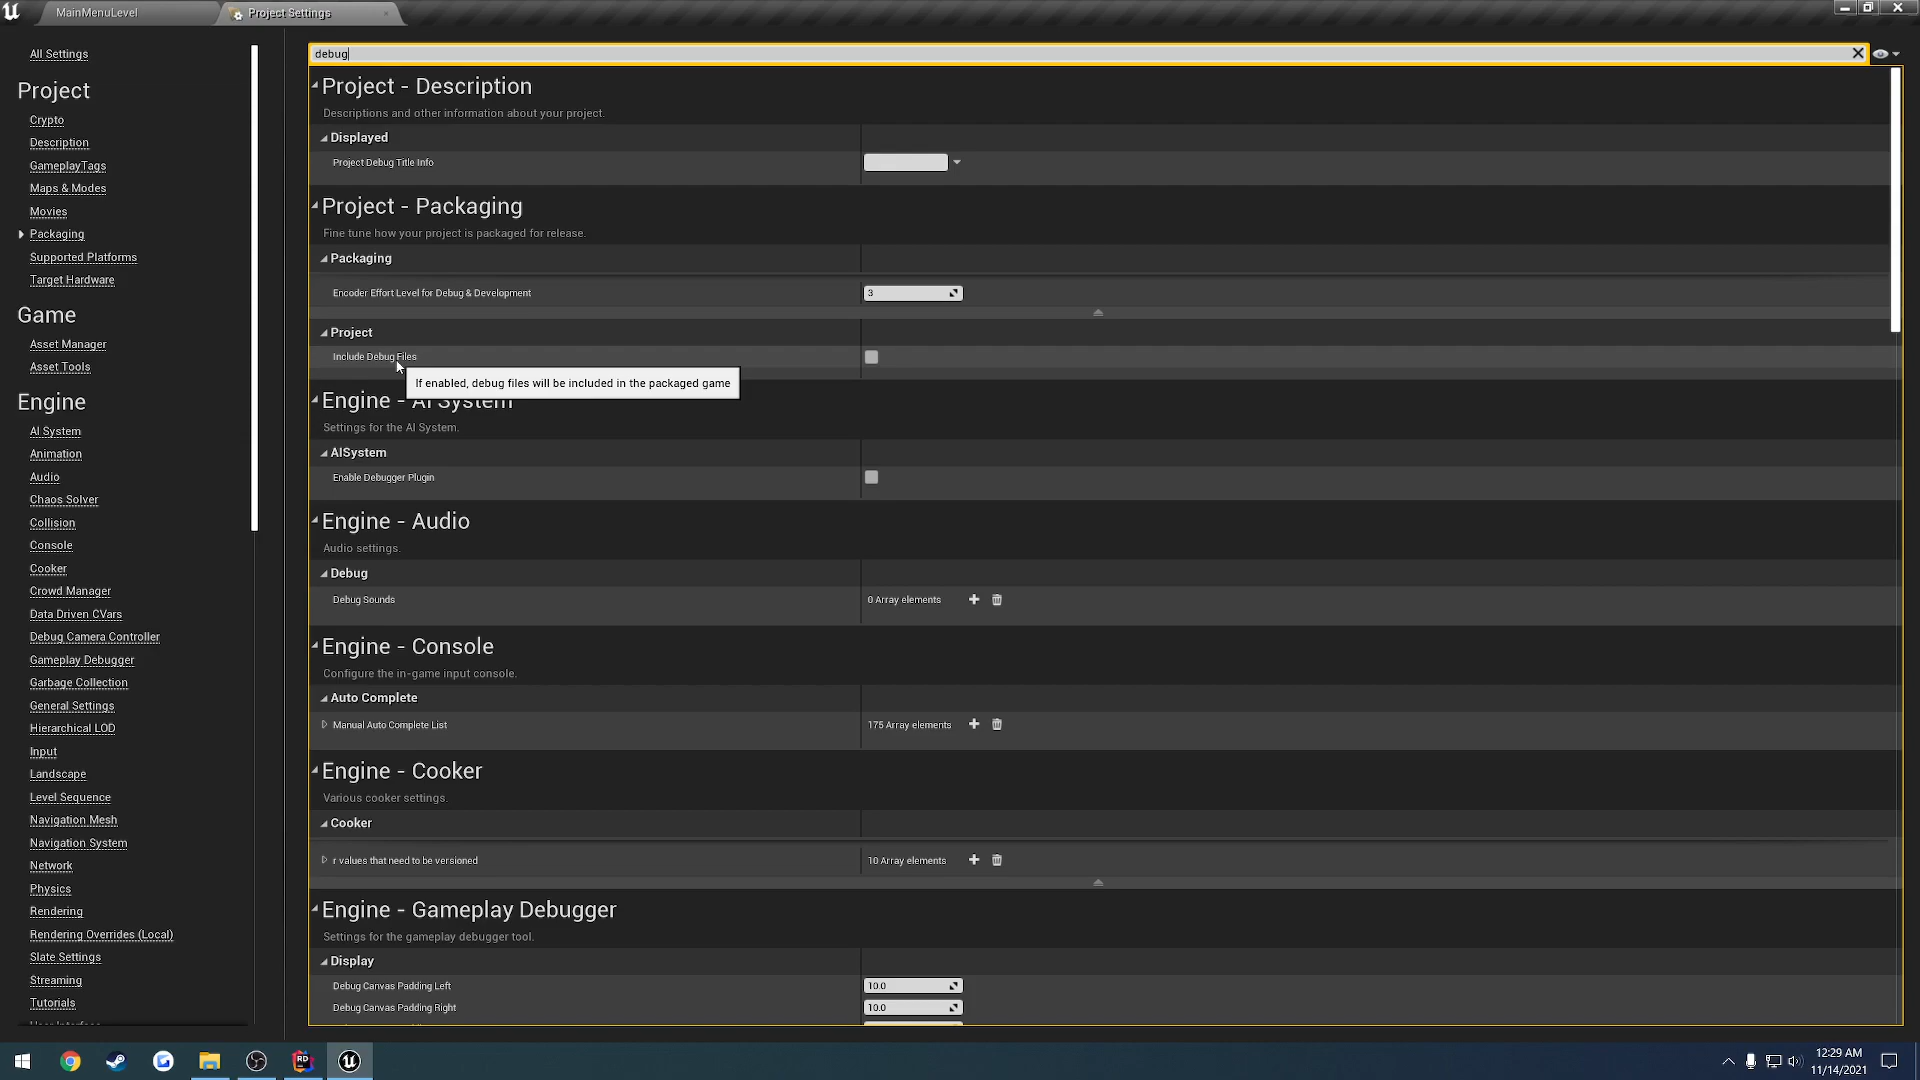 MainMenuLevel
Project Settings
debug
All Settings
Project
Crypto
Description
GameplayTags
Maps & Modes
Movies
Packaging
Supported Platforms
Target Hardware
Game
Asset Manager
Asset Tools
Engine
AI System
Animation
Audio
Chaos Solver
Collision
Console
Cooker
Crowd Manager
Data Driven CVars
Debug Camera Controller
Gameplay Debugger
Garbage Collection
General Settings
Hierarchical LOD
Input
Landscape
Level Sequence
Navigation Mesh
Navigation System
Network
Physics
Rendering
Rendering Overrides (Local)
Slate Settings
Streaming
Tutorials
Project - Description
Descriptions and other information about your project.
Displayed
Project Debug Title Info
Project - Packaging
Fine tune how your project is packaged for release.
Packaging
Encoder Effort Level for Debug & Development 3
Project
Include Debug Files
If enabled, debug files will be included in the packaged game
Engine - AI System
Settings for the AI System.
AISystem
Enable Debugger Plugin
Engine - Audio
Audio settings.
Debug
Debug Sounds 0 Array elements
Engine - Console
Configure the in-game input console.
Auto Complete
Manual Auto Complete List 175 Array elements
Engine - Cooker
Various cooker settings.
Cooker
r values that need to be versioned 10 Array elements
Engine - Gameplay Debugger
Settings for the gameplay debugger tool.
Display
Debug Canvas Padding Left 10.0
Debug Canvas Padding Right 10.0
12:29 AM
11/14/2021